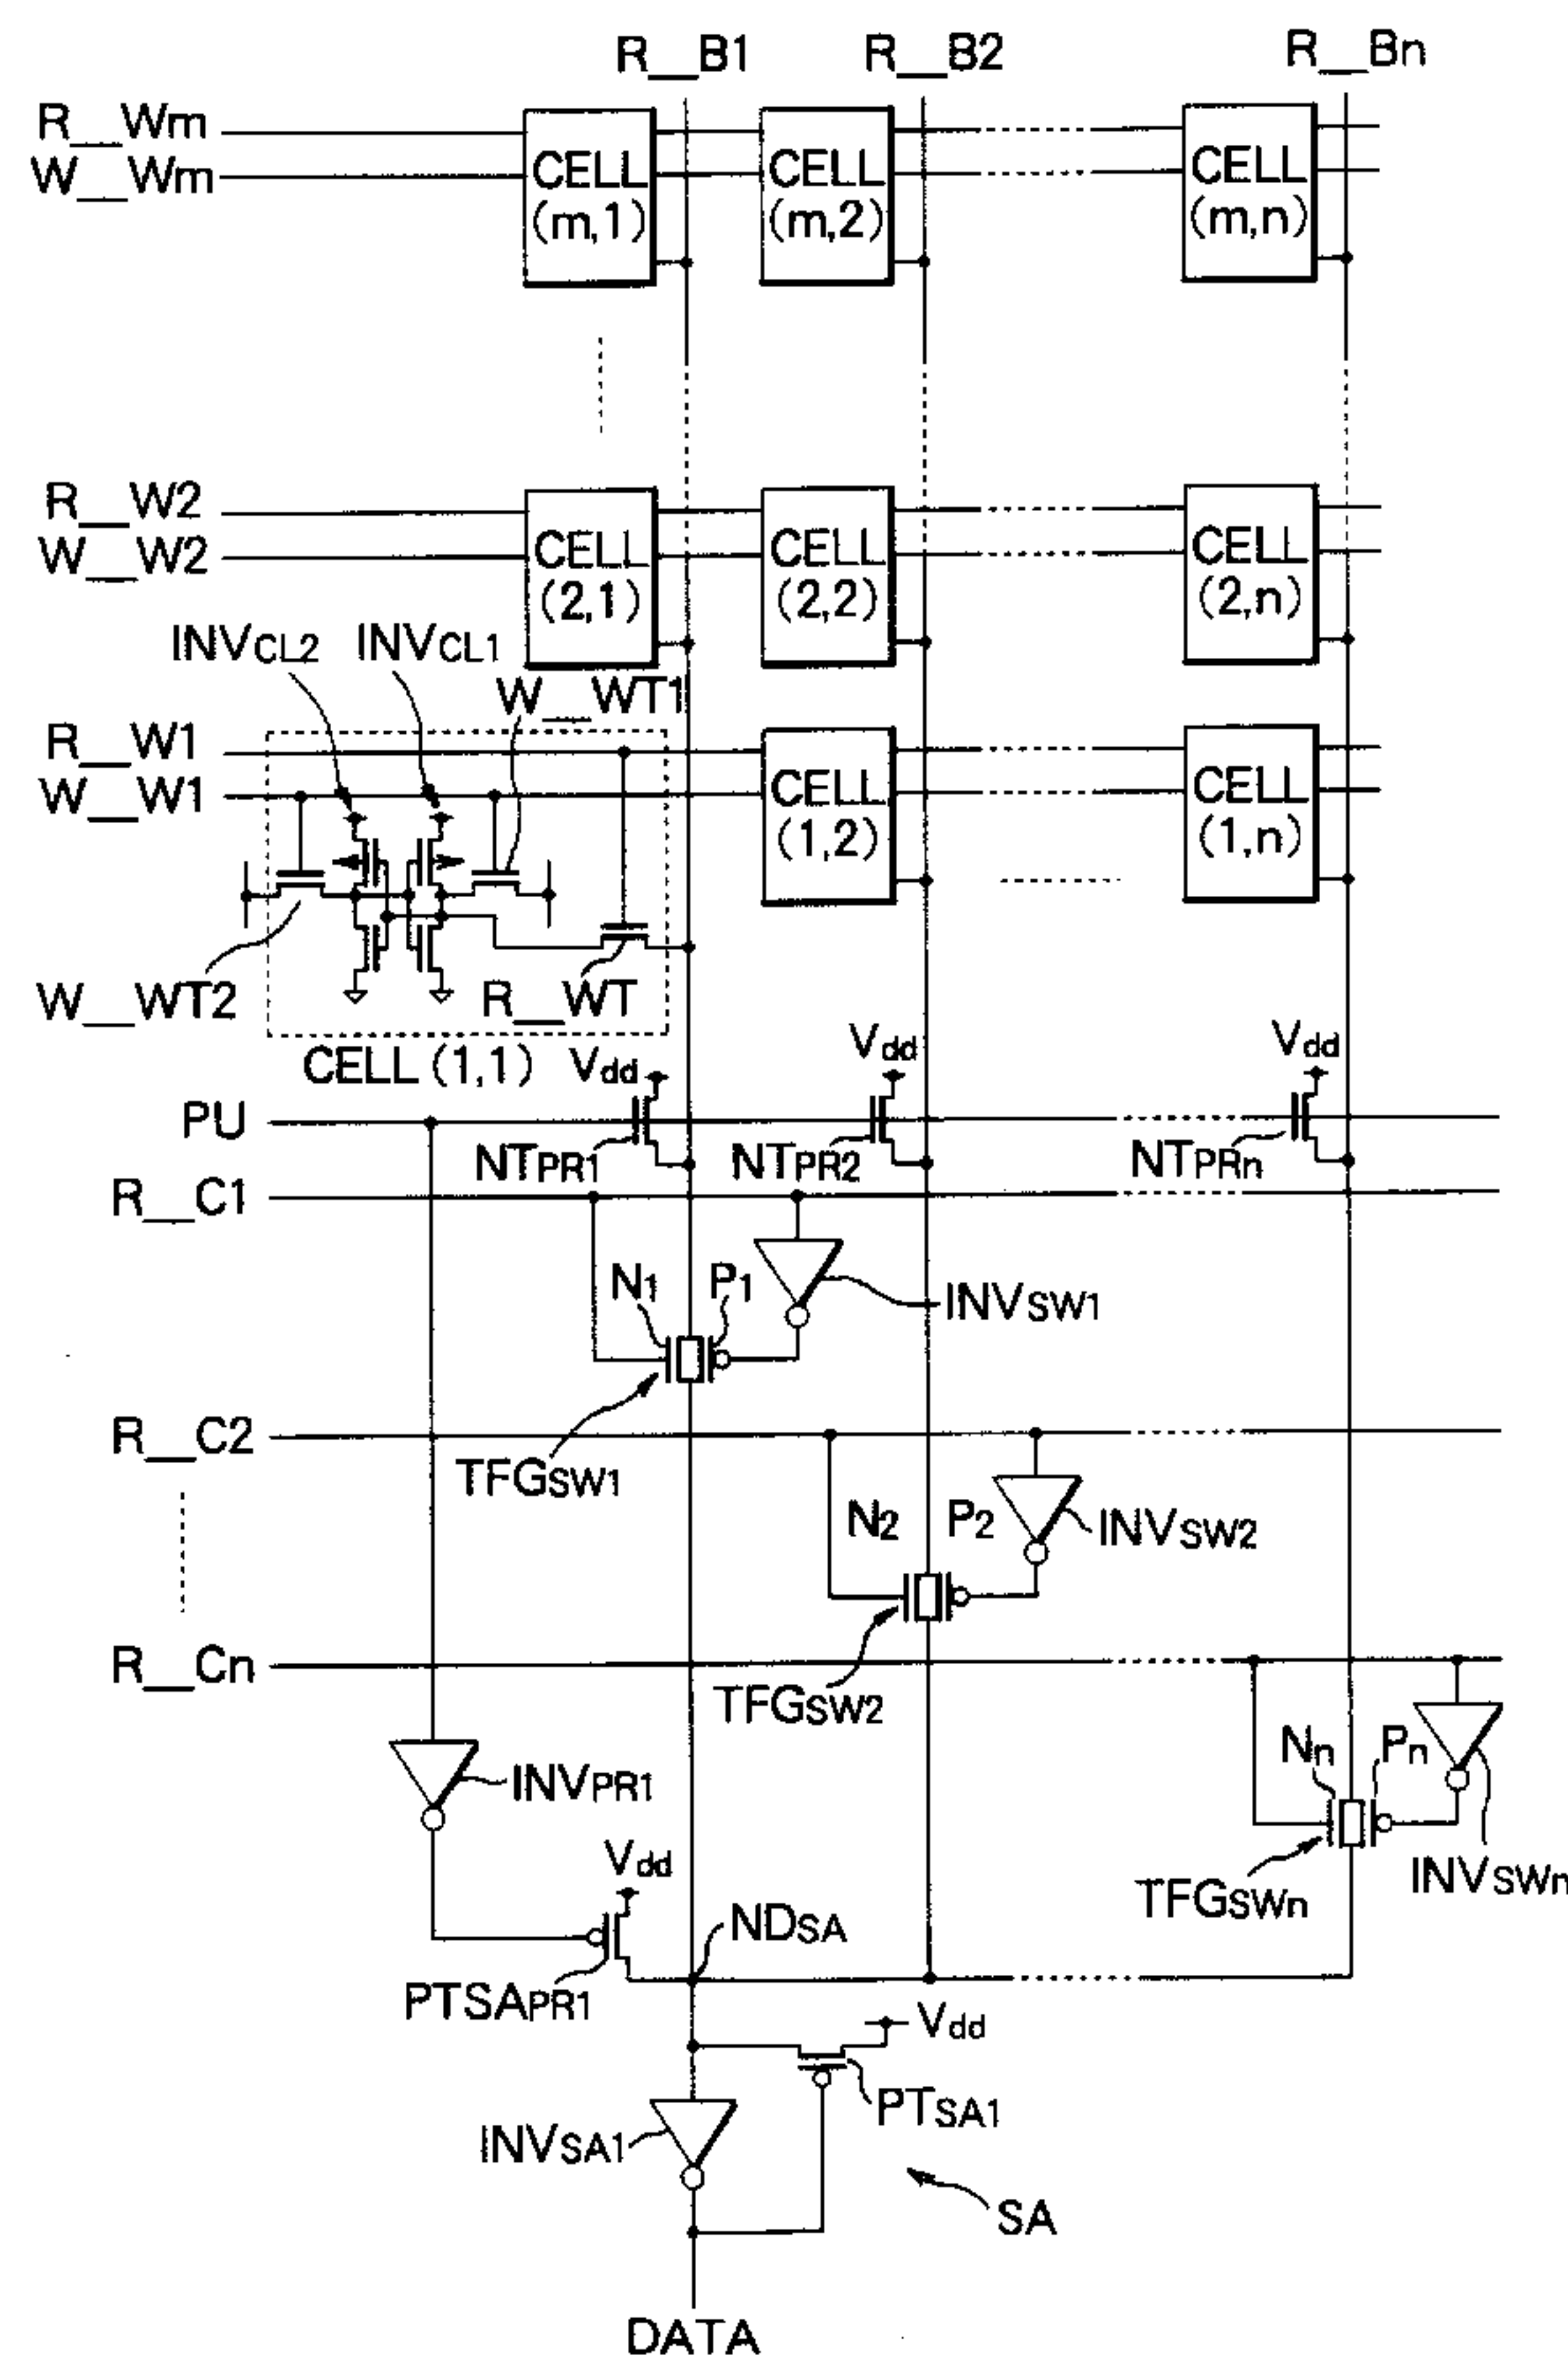 R__B1 R__B2 R__Bn
R__Wm
W__Wm
CELL (m,1)
CELL (m,2)
CELL (m,n)
R__W2
W__W2
CELL (2,1)
CELL (2,2)
CELL (2,n)
INVCL2 INVCL1
W__WT1
R__W1
W__W1
CELL (1,2)
CELL (1,n)
W__WT2
R__WT
CELL (1,1)
Vdd Vdd Vdd
PU
NTPR1 NTPR2 NTPRn
R__C1
N1 P1
INVSW1
R__C2
TFGSW1
N2 P2
INVSW2
R__Cn
TFGSW2
Nn Pn
INVPR1
INVSWn
Vdd
TFGSWn
NDSA
PTSAPR1
Vdd
PTSA1
INVSA1
SA
DATA